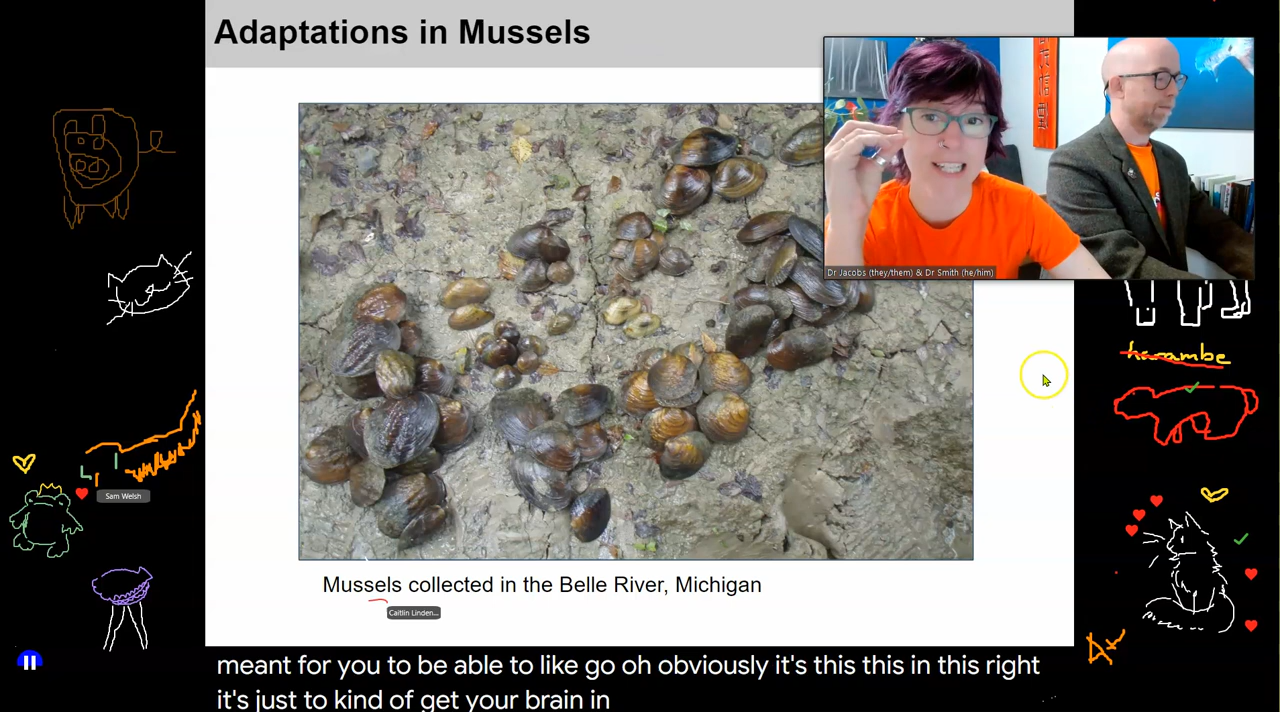 Adaptations in Mussels
Dr Jacobs (they/them) & Dr Smith (he/him)
harambe
Sam Welsh
Mussels collected in the Belle River, Michigan
Caitlin Linden...
A+
meant for you to be able to like go oh obviously it's this this in this right
it's just to kind of get your brain in